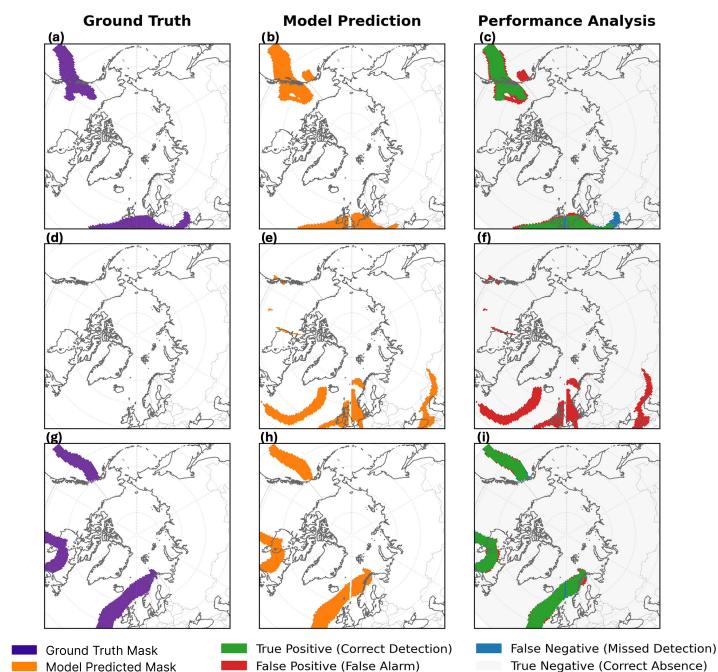 Ground Truth
Model Prediction
Performance Analysis
(a)
(b)
(c)
(d)
(e)
(f)
(g)
(h)
(i)
Ground Truth Mask
True Positive (Correct Detection)
False Negative (Missed Detection)
Model Predicted Mask
False Positive (False Alarm)
True Negative (Correct Absence)